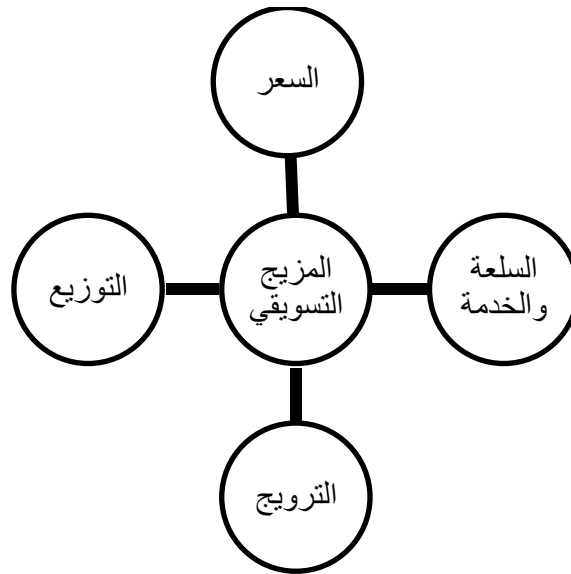 السعر
السلعة
والخدمة
المزيج
التسويقي
التوزيع
الترويج